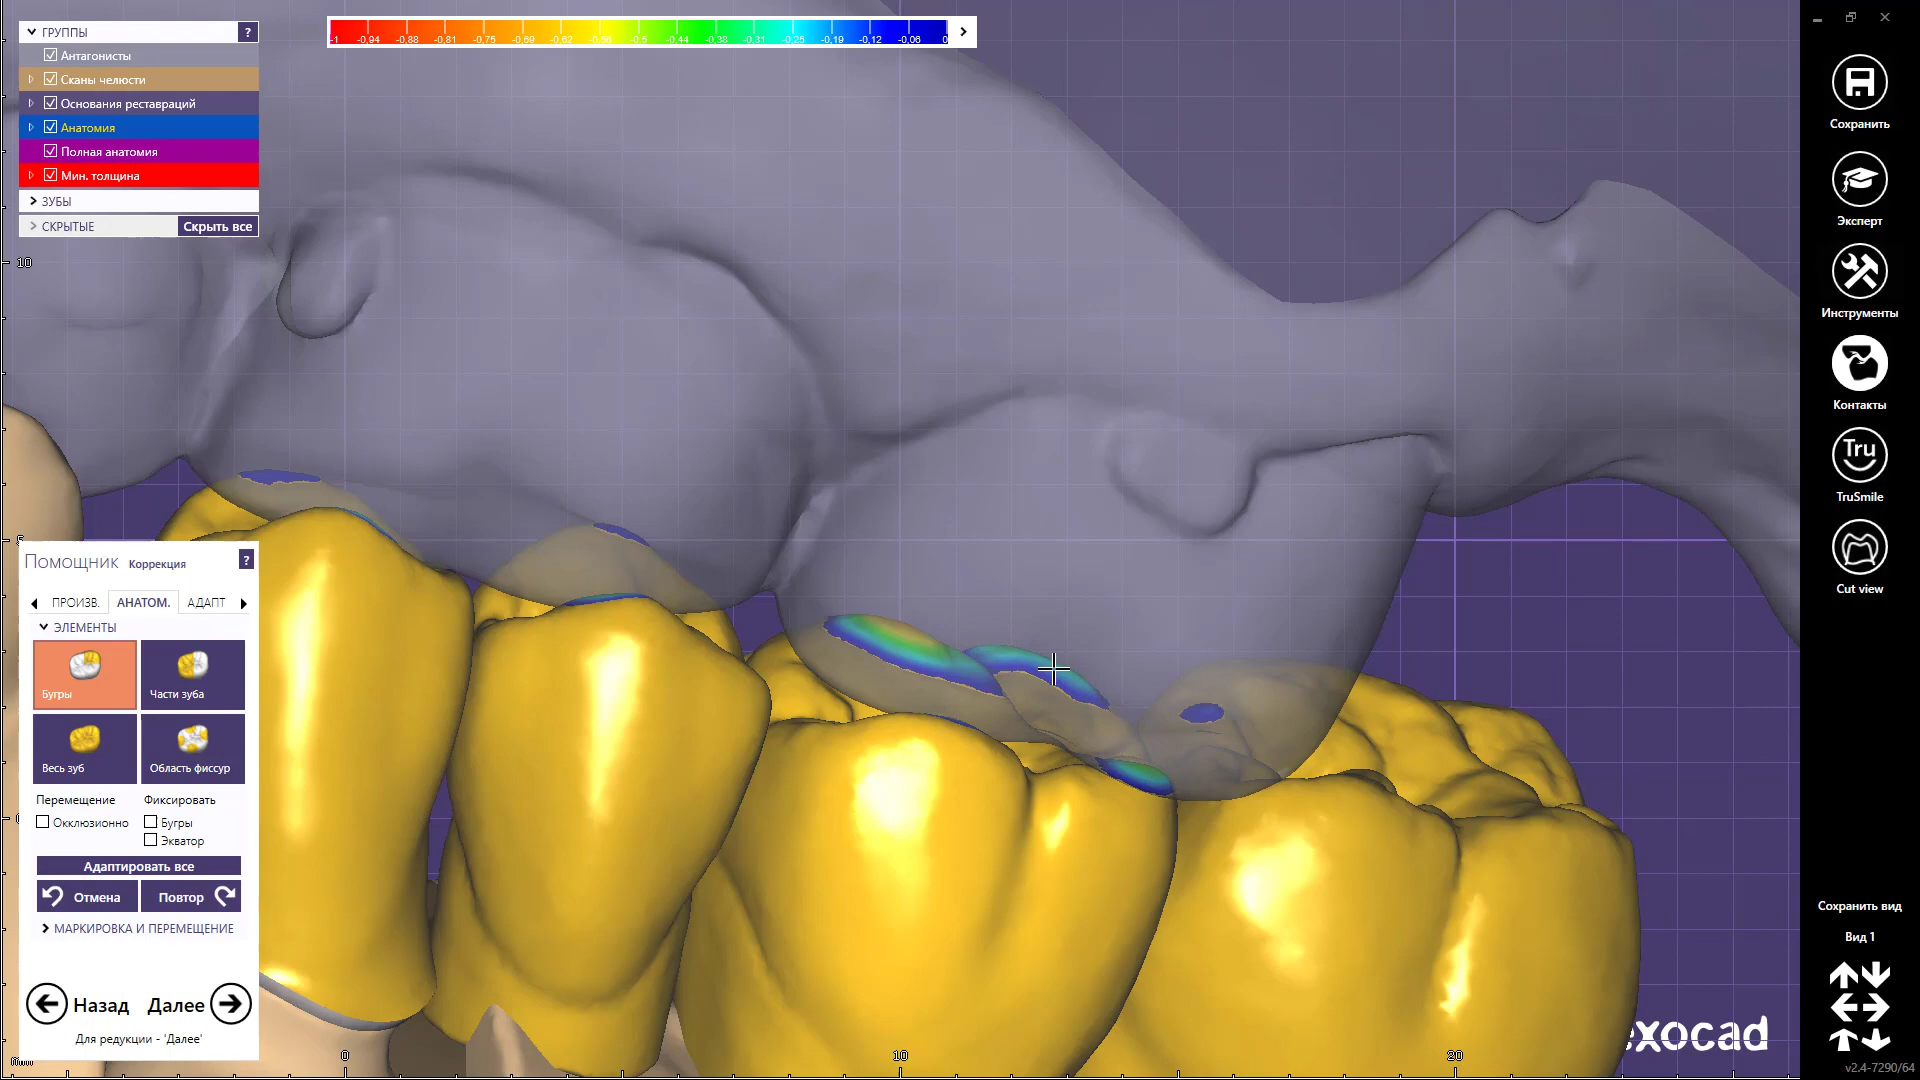 ГРУППЫ ?
Антагонисты
Сканы челюсти
Основания реставраций
Анатомия
Полная анатомия
Мин. толщина
ЗУБЫ
СКРЫТЫЕ Скрыть все
-1 -0,94 -0,88 -0,81 -0,75 -0,69 -0,62 -0,56 -0,5 -0,44 -0,38 -0,31 -0,25 -0,19 -0,12 -0,06 0
10
5
Помощник Коррекция ?
ПРОИЗВ. АНАТОМ. АДАПТ
ЭЛЕМЕНТЫ
Бугры Части зуба
Весь зуб Область фиссур
Перемещение Фиксировать
Окклюзионно Бугры
Экватор
Адаптировать все
Отмена Повтор
МАРКИРОВКА И ПЕРЕМЕЩЕНИЕ
Назад Далее
Для редукции - 'Далее'
0 10 20
Сохранить
Эксперт
Инструменты
Контакты
Tru
TruSmile
Cut view
Сохранить вид
Вид 1
exocad
v2.4-7290/64